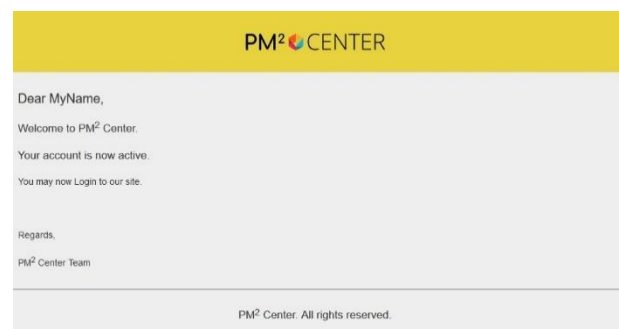 PM² CENTER
Dear MyName,
Welcome to PM² Center.
Your account is now active.
You may now Login to our site.
Regards,
PM² Center Team
PM² Center. All rights reserved.